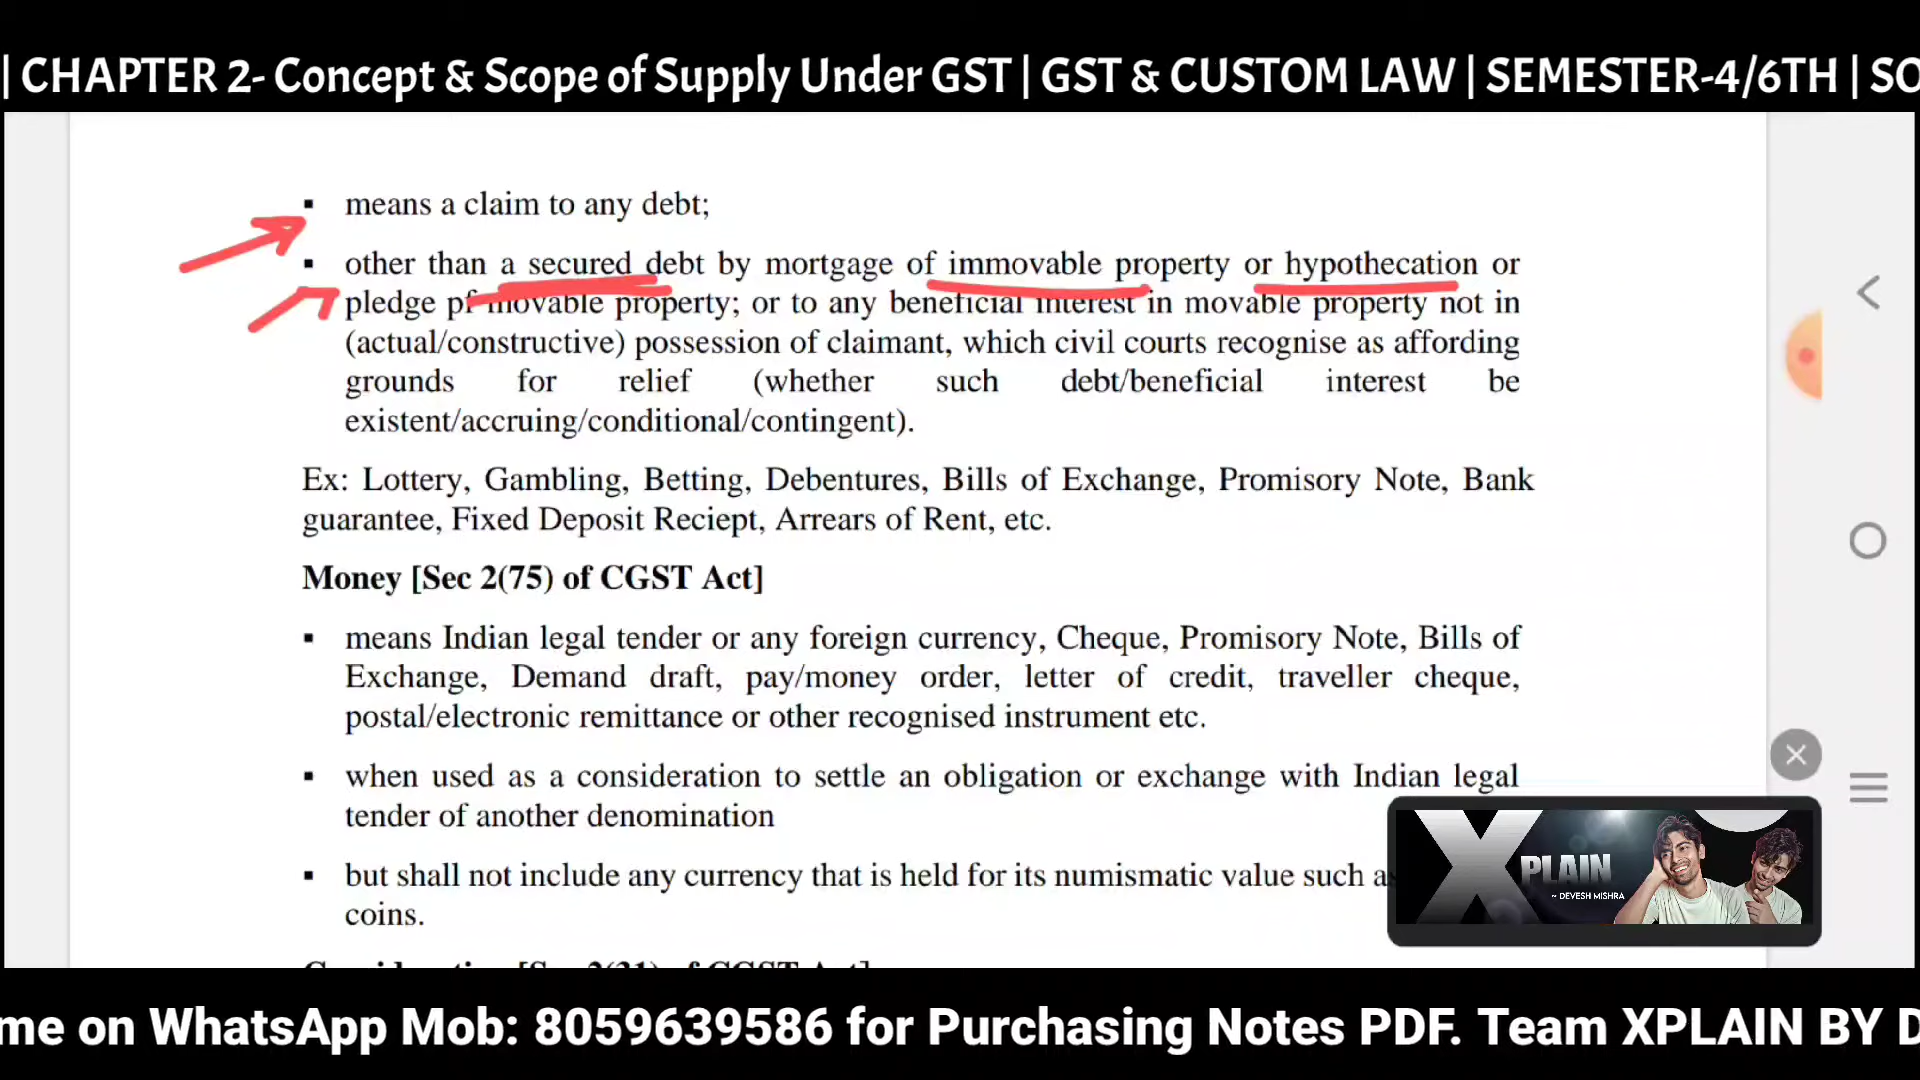 | CHAPTER 2- Concept & Scope of Supply Under GST | GST & CUSTOM LAW | SEMESTER-4/6TH | SO
▪ means a claim to any debt;
▪ other than a secured debt by mortgage of immovable property or hypothecation or
pledge pf movable property; or to any beneficial interest in movable property not in
(actual/constructive) possession of claimant, which civil courts recognise as affording
grounds for relief (whether such debt/beneficial interest be
existent/accruing/conditional/contingent).
Ex: Lottery, Gambling, Betting, Debentures, Bills of Exchange, Promisory Note, Bank
guarantee, Fixed Deposit Reciept, Arrears of Rent, etc.
Money [Sec 2(75) of CGST Act]
▪ means Indian legal tender or any foreign currency, Cheque, Promisory Note, Bills of
Exchange, Demand draft, pay/money order, letter of credit, traveller cheque,
postal/electronic remittance or other recognised instrument etc.
▪ when used as a consideration to settle an obligation or exchange with Indian legal
tender of another denomination
▪ but shall not include any currency that is held for its numismatic value such as
coins.
XPLAIN
~ DEVESH MISHRA
me on WhatsApp Mob: 8059639586 for Purchasing Notes PDF. Team XPLAIN BY D